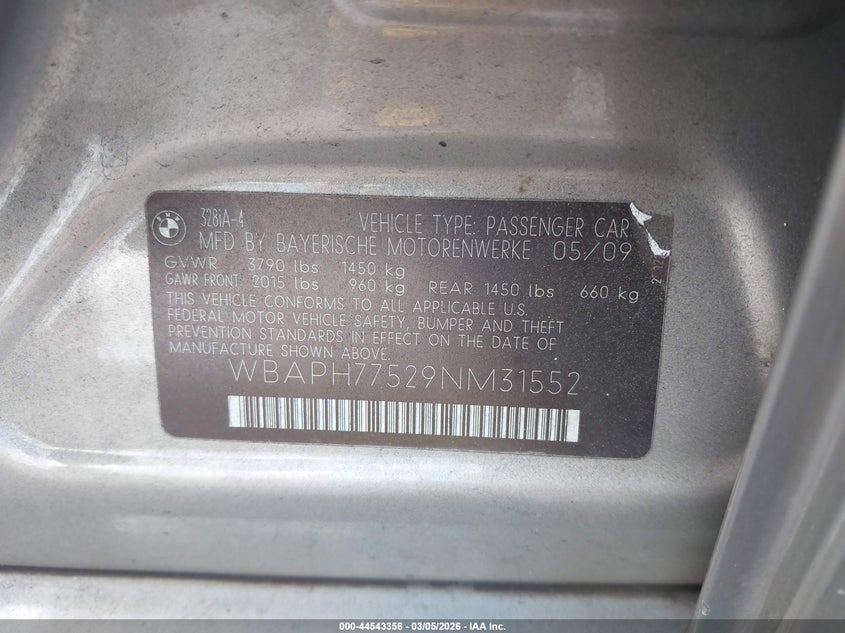 BMW
328iA-4 VEHICLE TYPE: PASSENGER CAR
MFD BY BAYERISCHE MOTORENWERKE 05/09
GVWR 3790 lbs 1450 kg
GAWR FRONT 2015 lbs 960 kg REAR 1450 lbs 660 kg
THIS VEHICLE CONFORMS TO ALL APPLICABLE U.S.
FEDERAL MOTOR VEHICLE SAFETY, BUMPER AND THEFT
PREVENTION STANDARDS IN EFFECT ON THE DATE OF
MANUFACTURE SHOWN ABOVE.
WBAPH77529NM31552
000-44543358 - 03/05/2026 - IAA Inc.